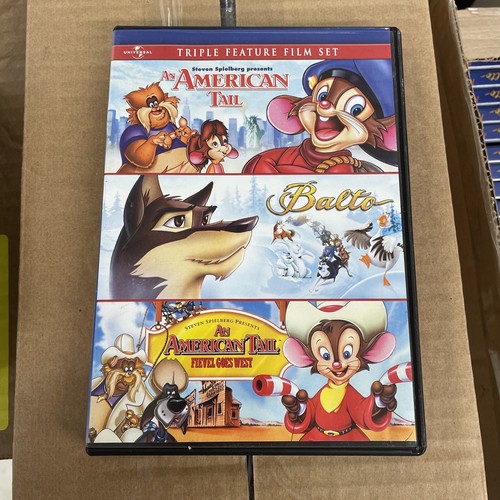 UNIVERSAL
TRIPLE FEATURE FILM SET
Steven Spielberg presents
AN AMERICAN
TAIL
Balto
STEVEN SPIELBERG PRESENTS
AN
AMERICAN TAIL
FIEVEL GOES WEST